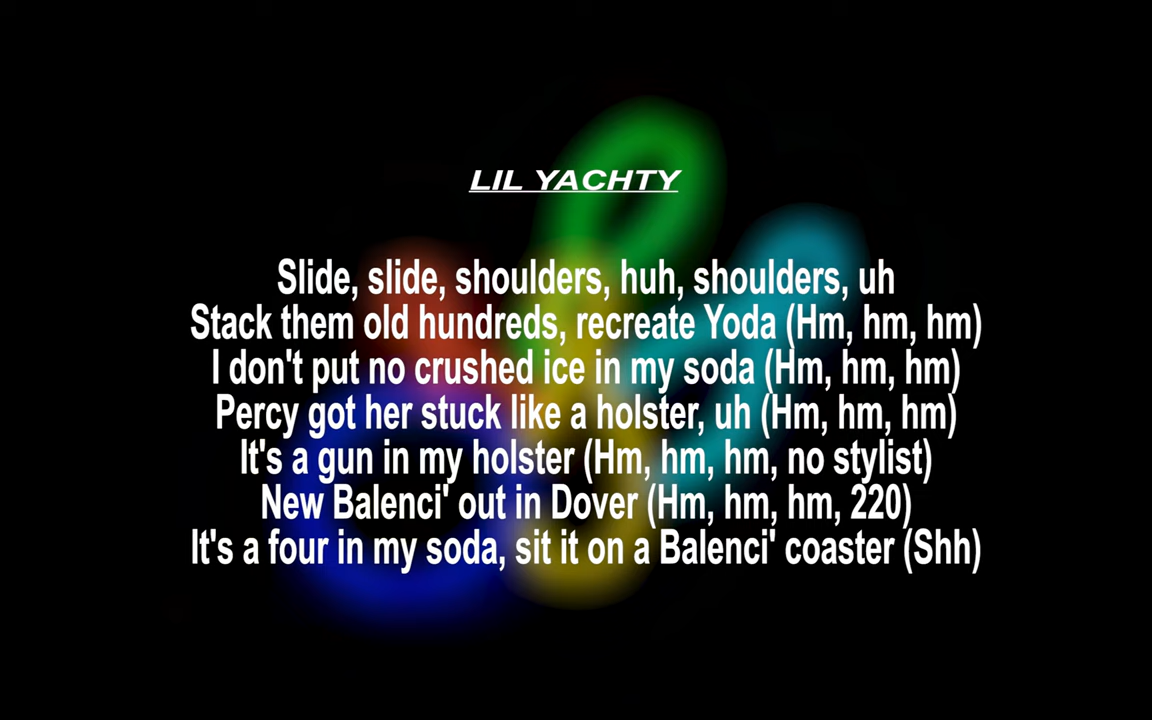 LIL YACHTY
Slide, slide, shoulders, huh, shoulders, uh
Stack them old hundreds, recreate Yoda (Hm, hm, hm)
I don't put no crushed ice in my soda (Hm, hm, hm)
Percy got her stuck like a holster, uh (Hm, hm, hm)
It's a gun in my holster (Hm, hm, hm, no stylist)
New Balenci' out in Dover (Hm, hm, hm, 220)
It's a four in my soda, sit it on a Balenci' coaster (Shh)